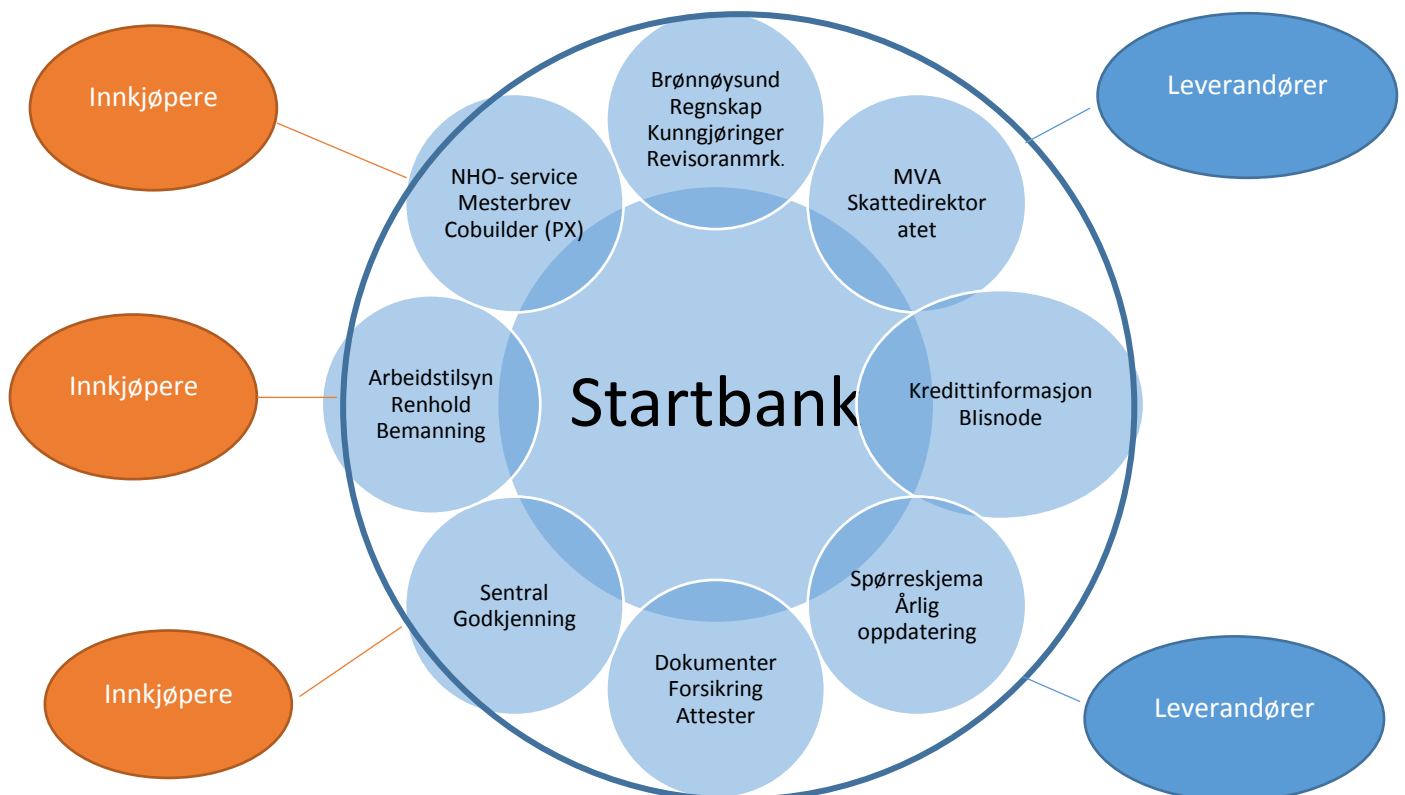 Innkjøpere
Brønnøysund
Regnskap
Kunngjøringer
Revisoranmrk.
Leverandører
NHO- service
Mesterbrev
Cobuilder (PX)
MVA
Skattedirektor
atet
Innkjøpere
Arbeidstilsyn
Renhold
Bemanning
Startbank
Kredittinformasjon
Blisnode
Sentral
Godkjenning
Spørreskjema
Årlig
oppdatering
Innkjøpere
Dokumenter
Forsikring
Attester
Leverandører